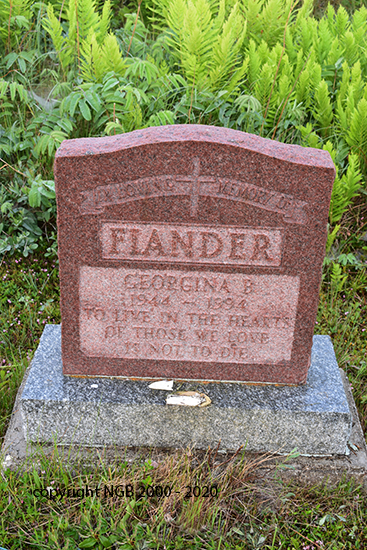 IN LOVING MEMORY OF
FIANDER
GEORGINA B.
1944 - 1994
TO LIVE IN THE HEARTS
OF THOSE WE LOVE
IS NOT TO DIE
copyright NGB 2000 - 2020